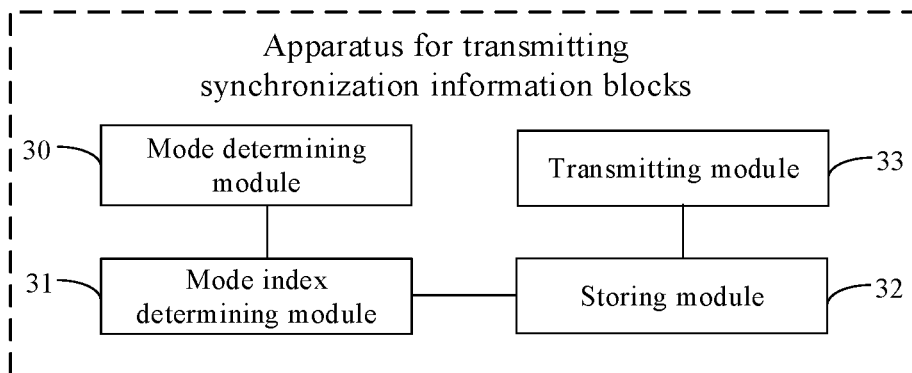 Apparatus for transmitting
synchronization information blocks
30
Mode determining
module
Transmitting module
33
31
Mode index
determining module
Storing module
32